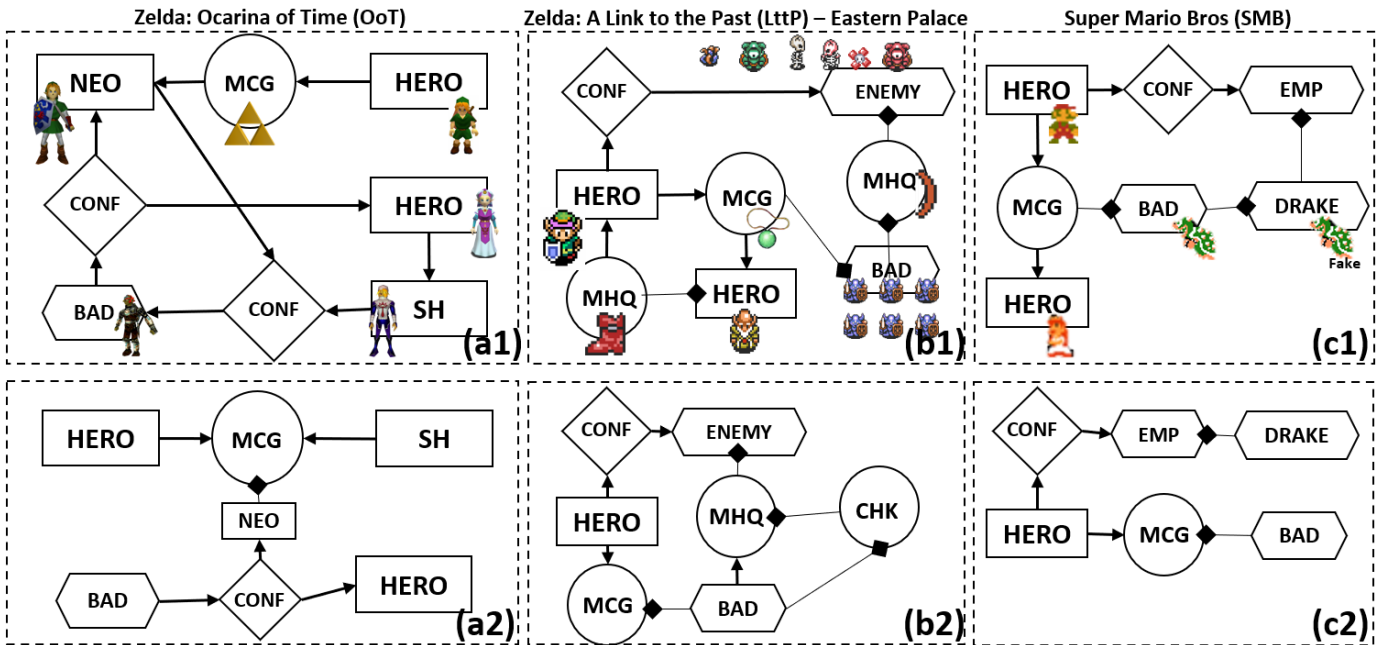 Zelda: Ocarina of Time (OoT)
Zelda: A Link to the Past (LttP) – Eastern Palace
Super Mario Bros (SMB)
NEO
MCG
HERO
CONF
HERO
BAD
CONF
SH
(a1)
CONF
ENEMY
HERO
MCG
MHQ
MHQ
HERO
BAD
(b1)
HERO
CONF
EMP
MCG
BAD
DRAKE
Fake
HERO
(c1)
HERO
MCG
SH
NEO
BAD
CONF
HERO
(a2)
CONF
ENEMY
HERO
MHQ
CHK
MCG
BAD
(b2)
CONF
EMP
DRAKE
HERO
MCG
BAD
(c2)